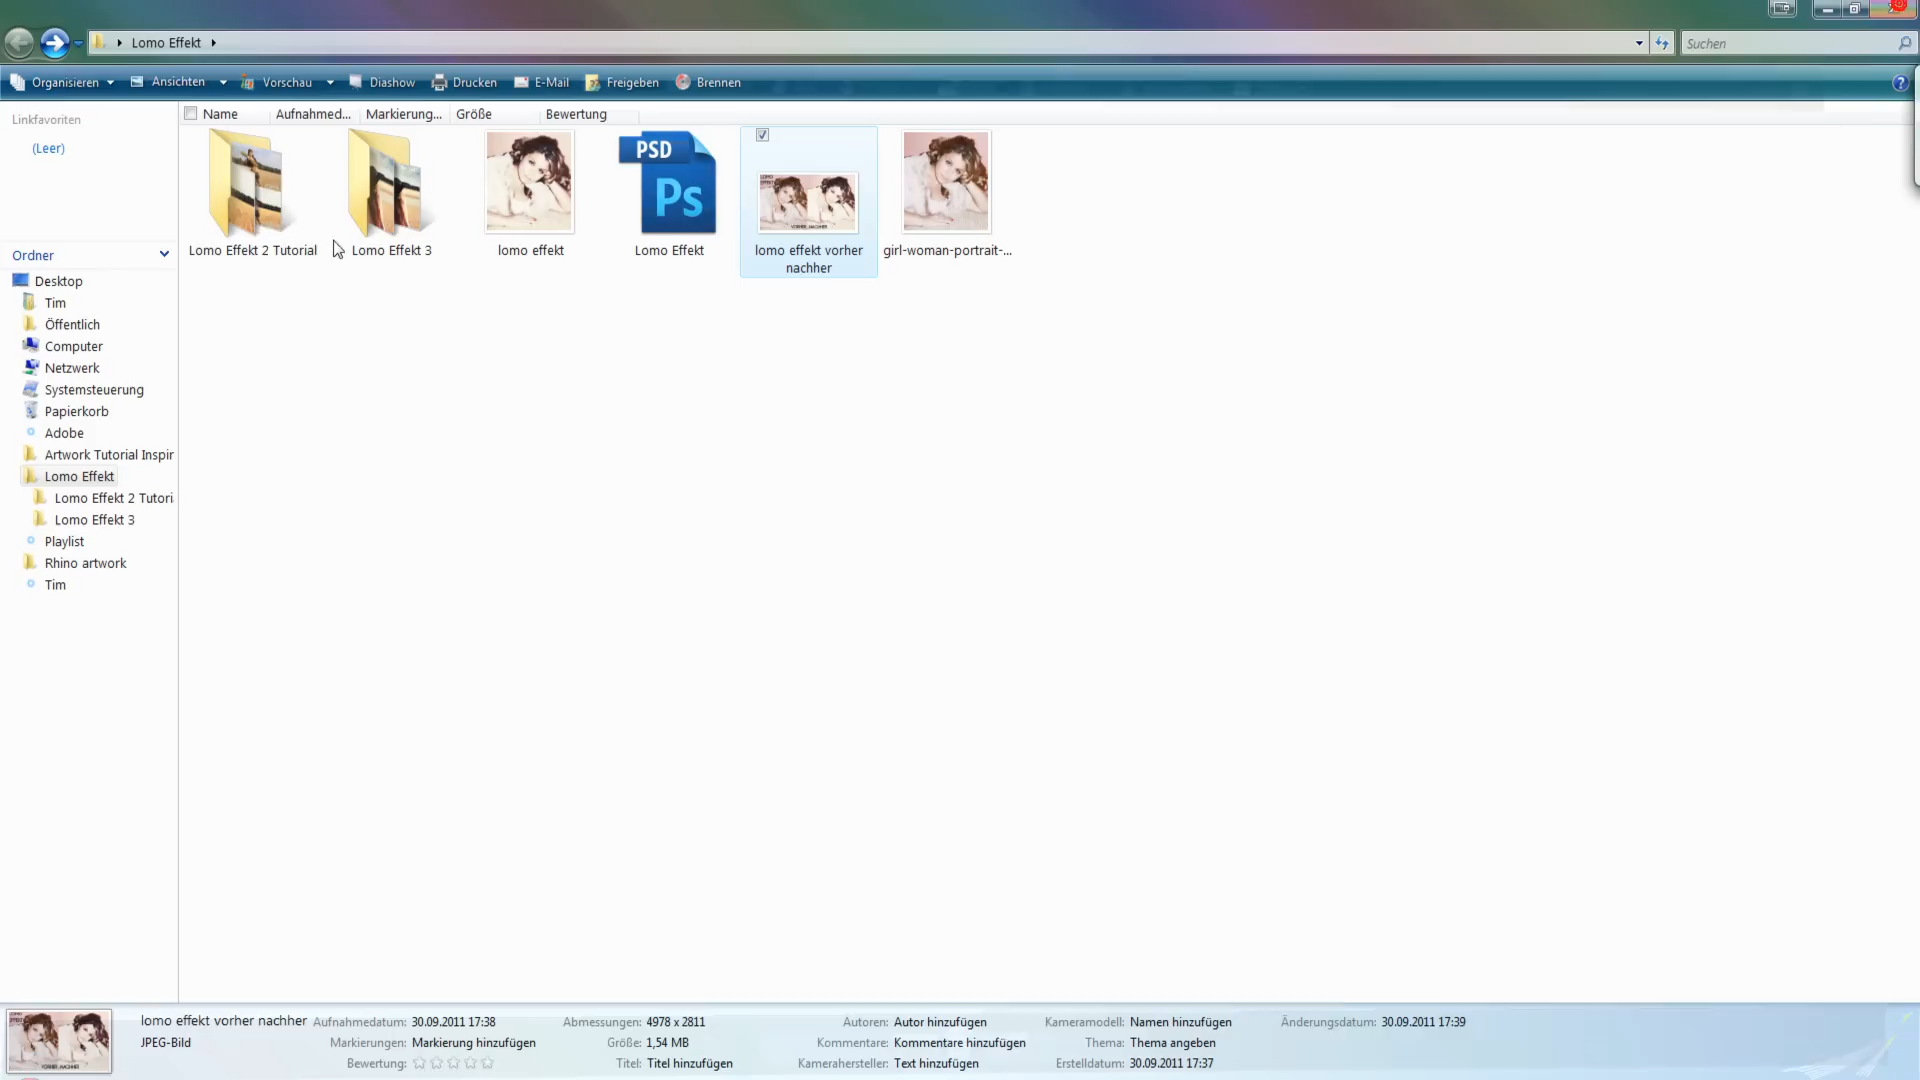 Lomo Effekt
Suchen
Organisieren
Ansichten
Vorschau
Diashow
Drucken
E-Mail
Freigeben
Brennen
Linkfavoriten
(Leer)
Name
Aufnahmed...
Markierung...
Größe
Bewertung
PSD
Ps
Lomo Effekt 2 Tutorial
Lomo Effekt 3
lomo effekt
Lomo Effekt
lomo effekt vorher
nachher
girl-woman-portrait-...
Ordner
Desktop
Tim
Öffentlich
Computer
Netzwerk
Systemsteuerung
Papierkorb
Adobe
Artwork Tutorial Inspir
Lomo Effekt
Lomo Effekt 2 Tutori
Lomo Effekt 3
Playlist
Rhino artwork
Tim
lomo effekt vorher nachher
JPEG-Bild
Aufnahmedatum: 30.09.2011 17:38
Markierungen: Markierung hinzufügen
Bewertung:
Abmessungen: 4978 x 2811
Größe: 1,54 MB
Titel: Titel hinzufügen
Autoren: Autor hinzufügen
Kommentare: Kommentare hinzufügen
Kamerahersteller: Text hinzufügen
Kameramodell: Namen hinzufügen
Thema: Thema angeben
Erstelldatum: 30.09.2011 17:37
Änderungsdatum: 30.09.2011 17:39